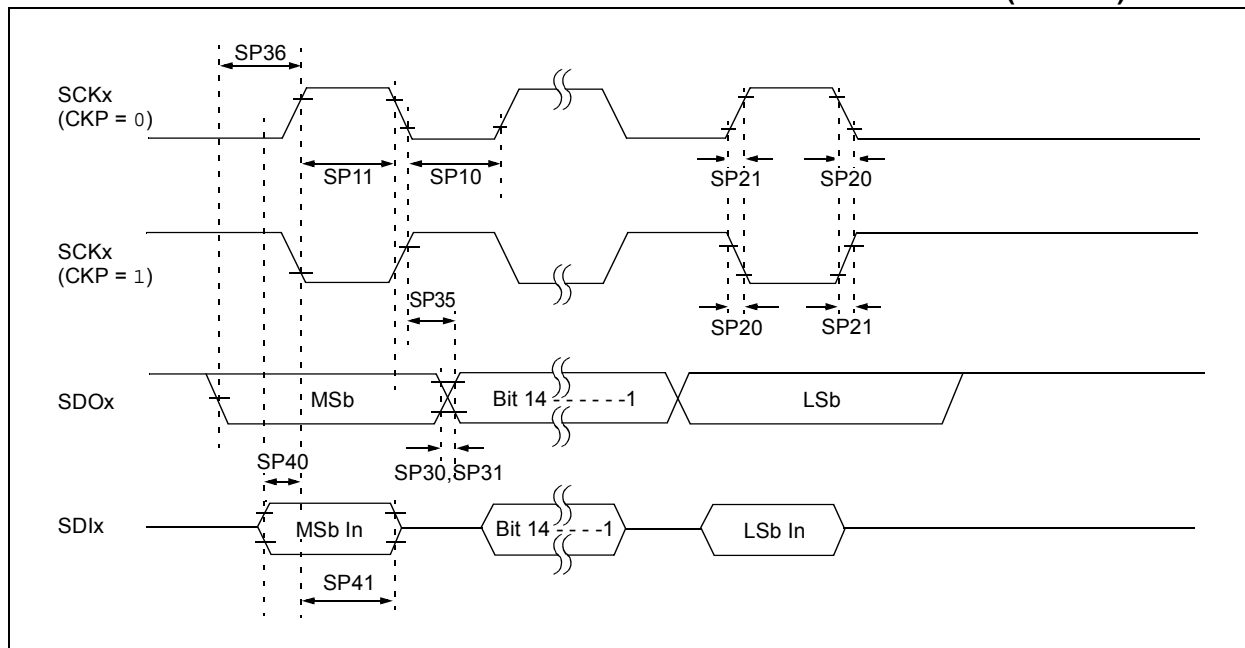 SP36
SCKx
(CKP = 0)
SP11
SP10
SP21
SP20
SCKx
(CKP = 1)
SP35
SP20
SP21
SDOx
MSb
Bit 14 - - - - - -1
LSb
SP40
SP30,SP31
SDIx
MSb In
Bit 14 - - - -1
LSb In
SP41